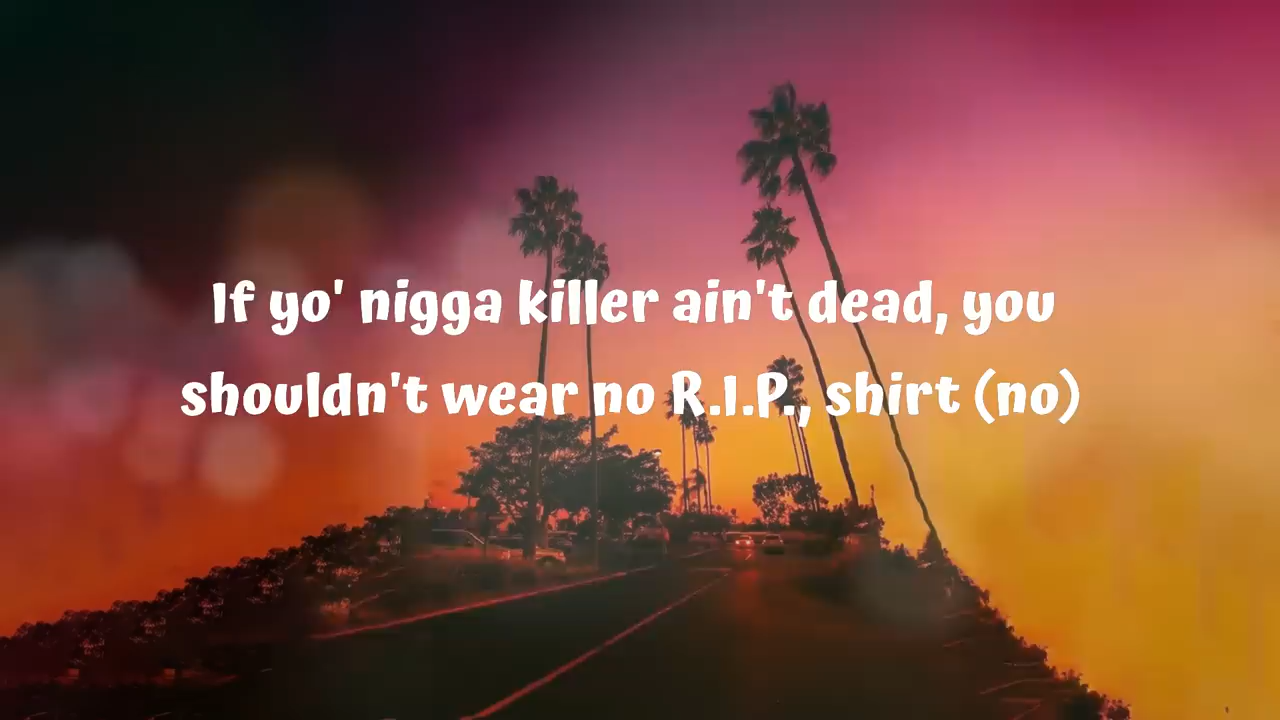 If yo' nigga killer ain't dead, you
shouldn't wear no R.I.P., shirt (no)